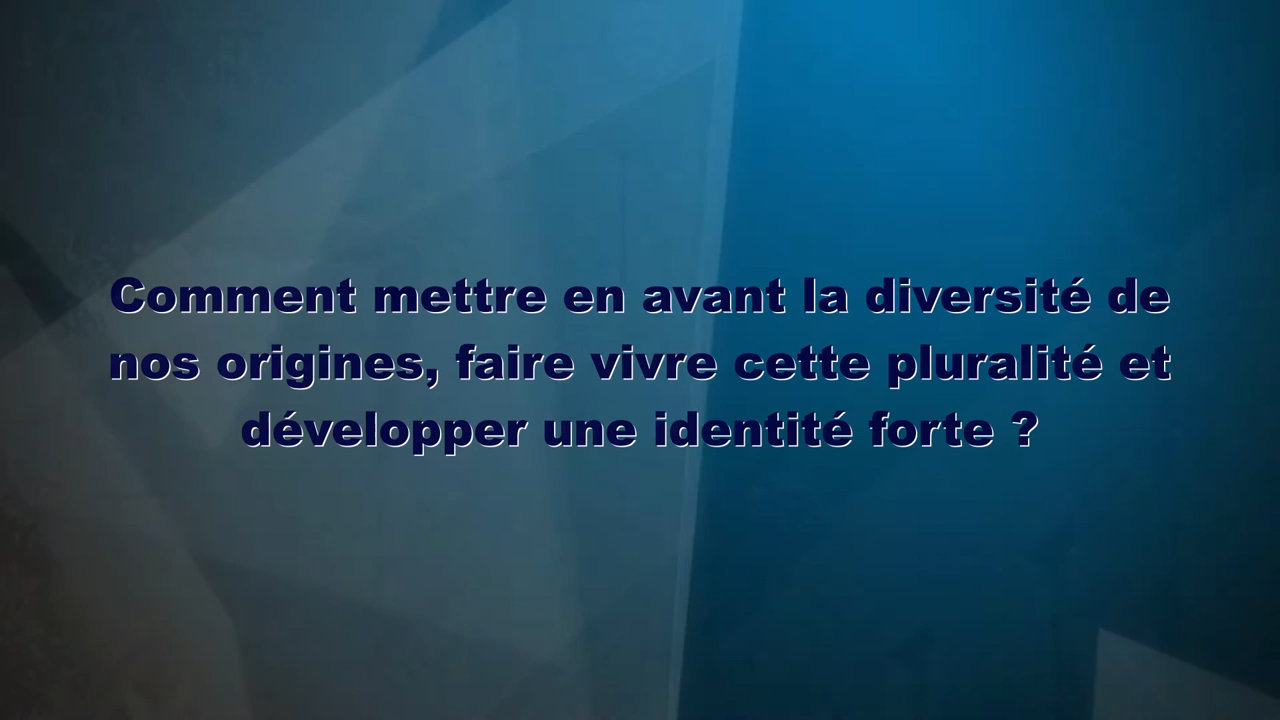 Comment mettre en avant la diversité de
nos origines, faire vivre cette pluralité et
développer une identité forte ?